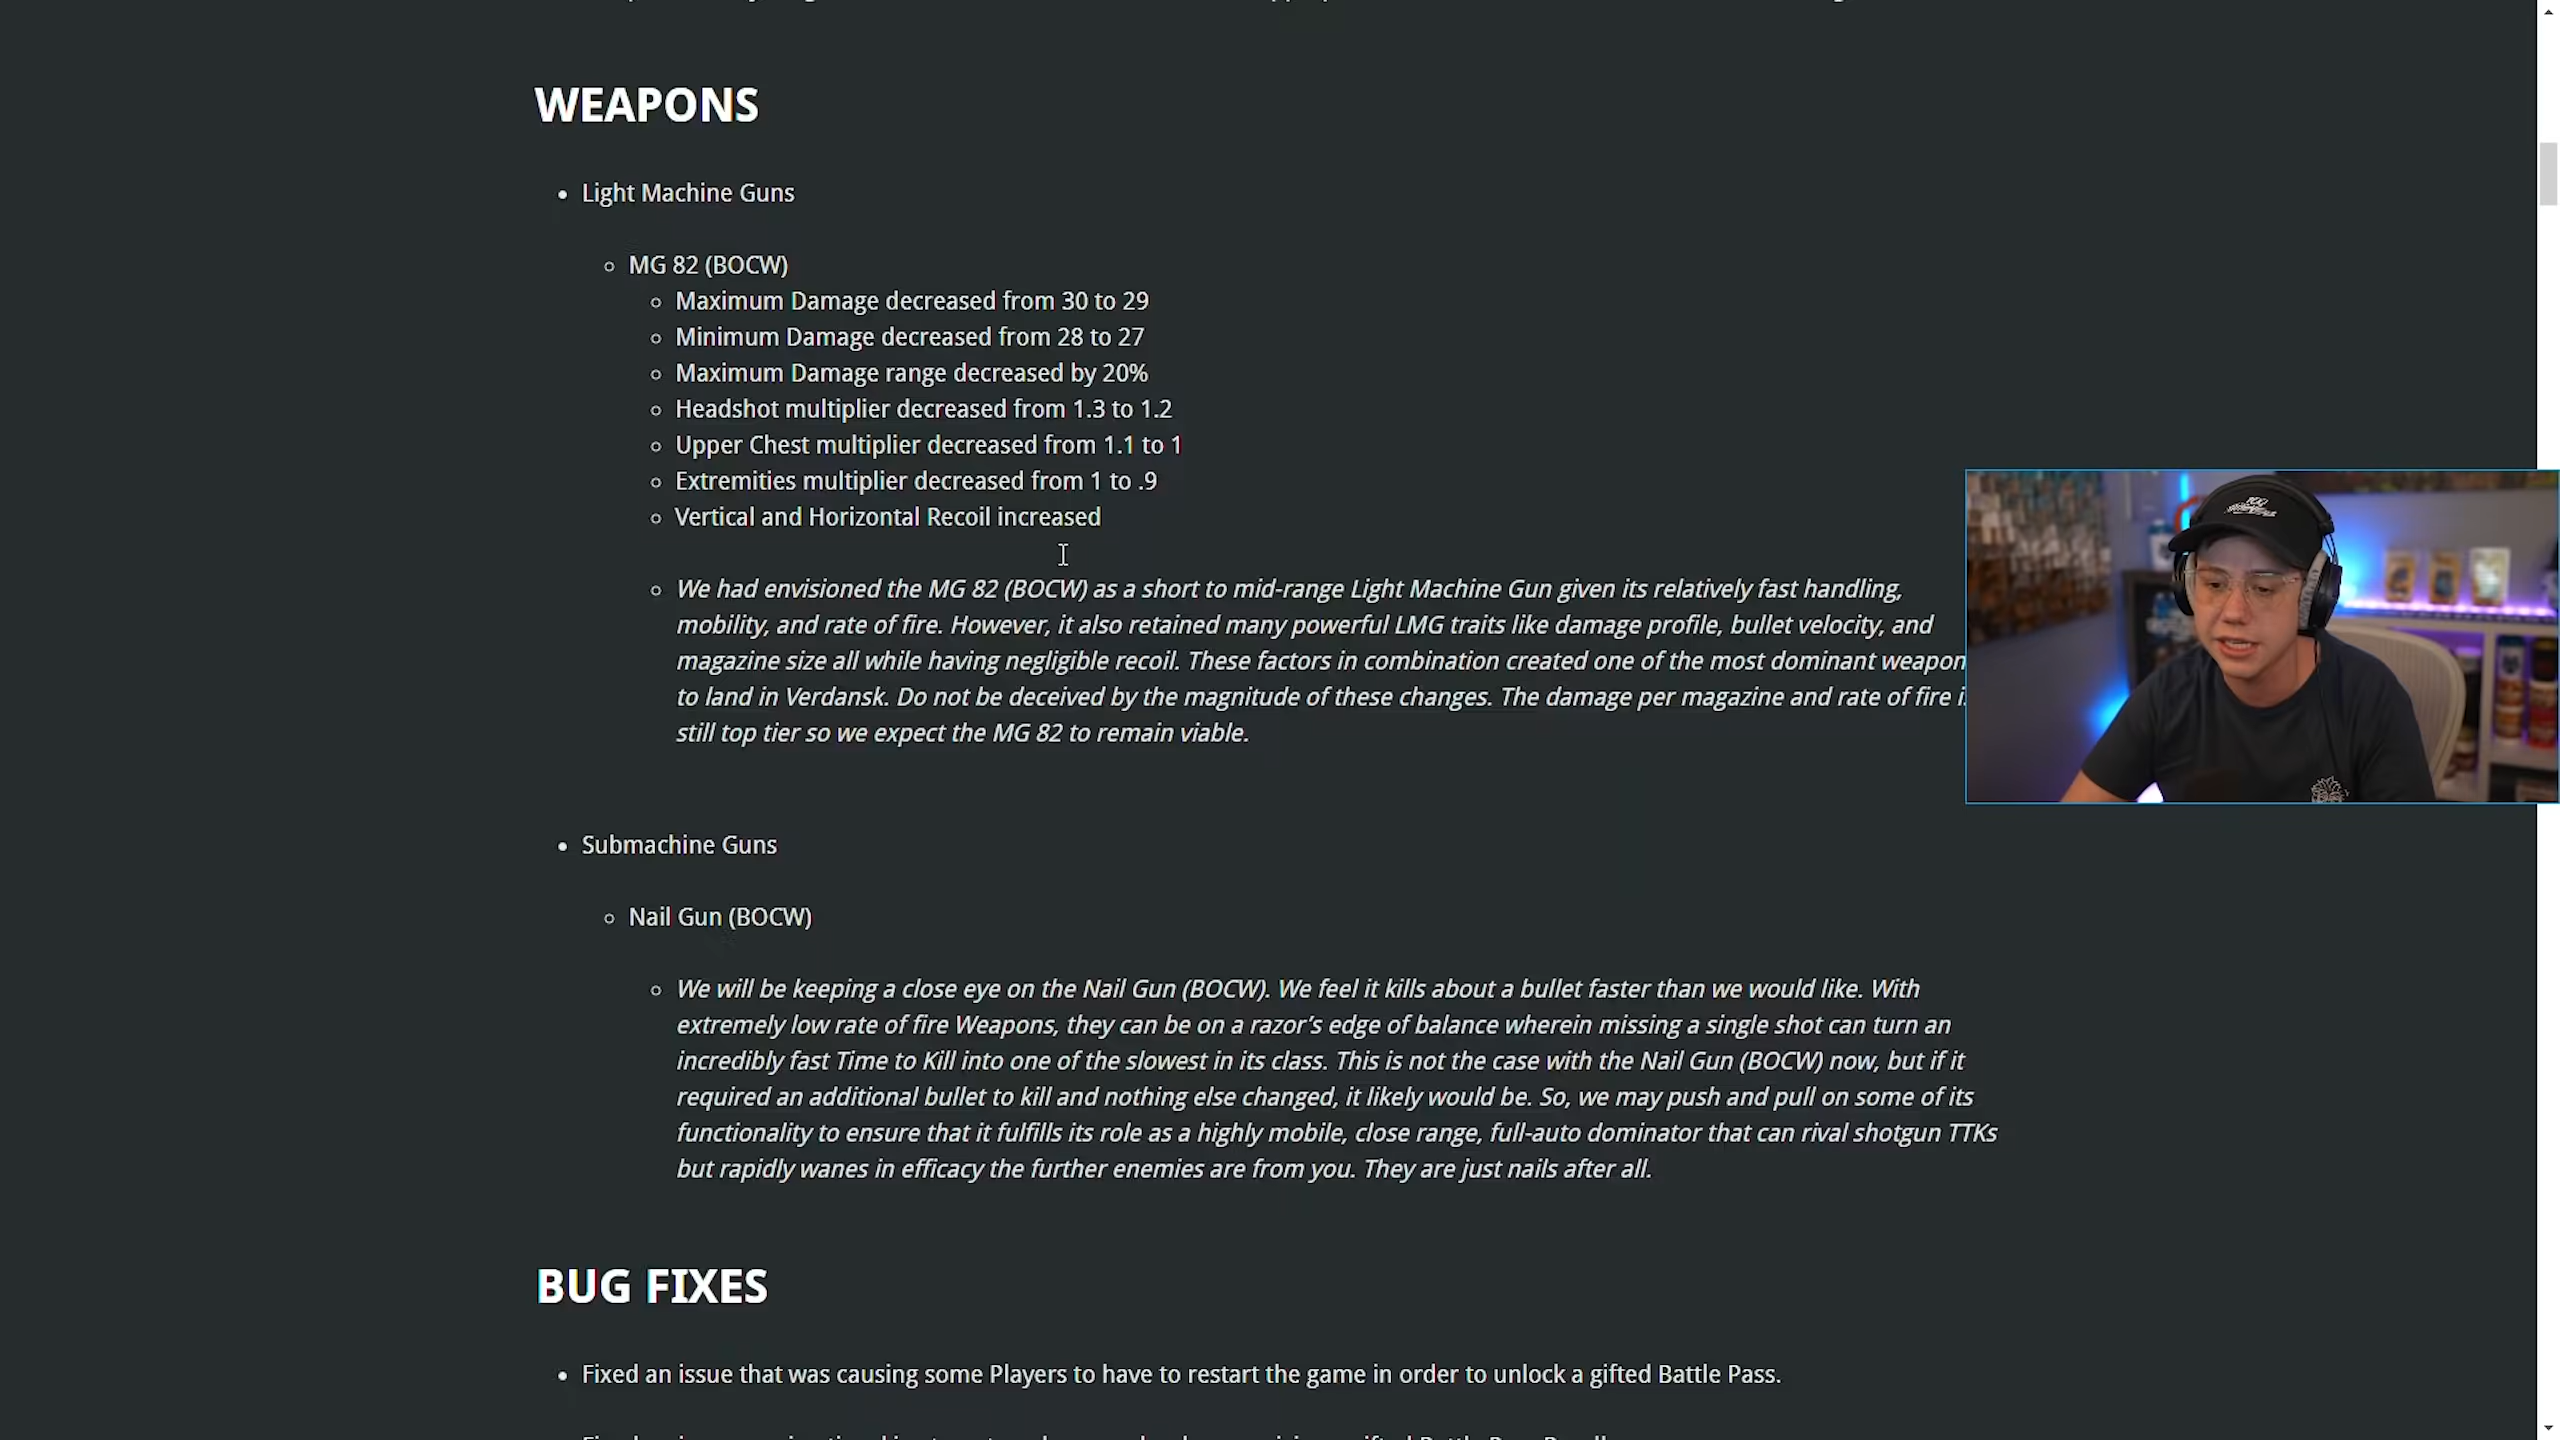 WEAPONS
Light Machine Guns
MG 82 (BOCW)
Maximum Damage decreased from 30 to 29
Minimum Damage decreased from 28 to 27
Maximum Damage range decreased by 20%
Headshot multiplier decreased from 1.3 to 1.2
Upper Chest multiplier decreased from 1.1 to 1
Extremities multiplier decreased from 1 to .9
Vertical and Horizontal Recoil increased
We had envisioned the MG 82 (BOCW) as a short to mid-range Light Machine Gun given its relatively fast handling,
mobility, and rate of fire. However, it also retained many powerful LMG traits like damage profile, bullet velocity, and
magazine size all while having negligible recoil. These factors in combination created one of the most dominant weapon
to land in Verdansk. Do not be deceived by the magnitude of these changes. The damage per magazine and rate of fire
still top tier so we expect the MG 82 to remain viable.
Submachine Guns
Nail Gun (BOCW)
We will be keeping a close eye on the Nail Gun (BOCW). We feel it kills about a bullet faster than we would like. With
extremely low rate of fire Weapons, they can be on a razor’s edge of balance wherein missing a single shot can turn an
incredibly fast Time to Kill into one of the slowest in its class. This is not the case with the Nail Gun (BOCW) now, but if it
required an additional bullet to kill and nothing else changed, it likely would be. So, we may push and pull on some of its
functionality to ensure that it fulfills its role as a highly mobile, close range, full-auto dominator that can rival shotgun TTKs
but rapidly wanes in efficacy the further enemies are from you. They are just nails after all.
BUG FIXES
Fixed an issue that was causing some Players to have to restart the game in order to unlock a gifted Battle Pass.